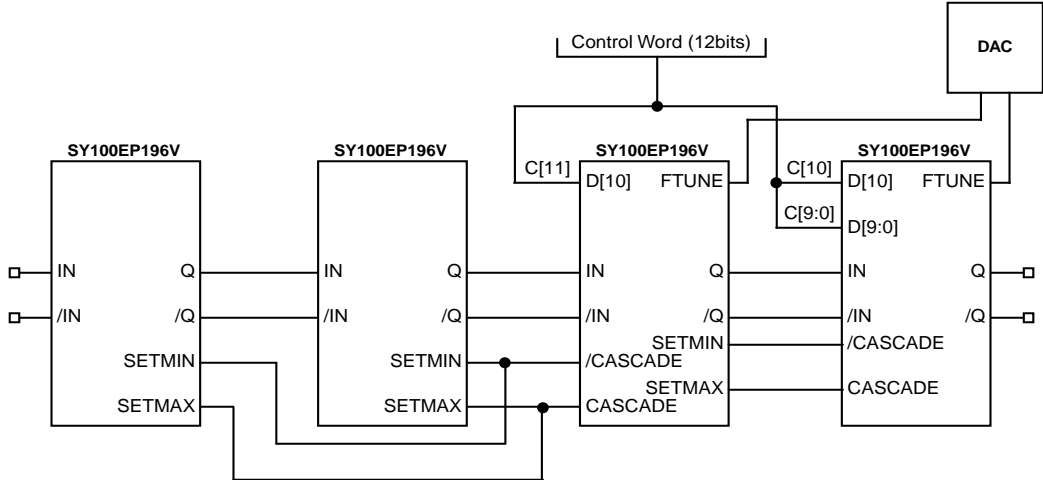 DAC
Control Word (12bits)
SY100EP196V
SY100EP196V
SY100EP196V
SY100EP196V
C[11]
D[10]
FTUNE
C[10]
D[10]
FTUNE
C[9:0]
D[9:0]
IN
Q
IN
Q
IN
Q
IN
Q
/IN
/Q
/IN
/Q
/IN
/Q
/IN
/Q
SETMIN
/CASCADE
SETMIN
SETMIN
/CASCADE
SETMAX
CASCADE
SETMAX
SETMAX
CASCADE